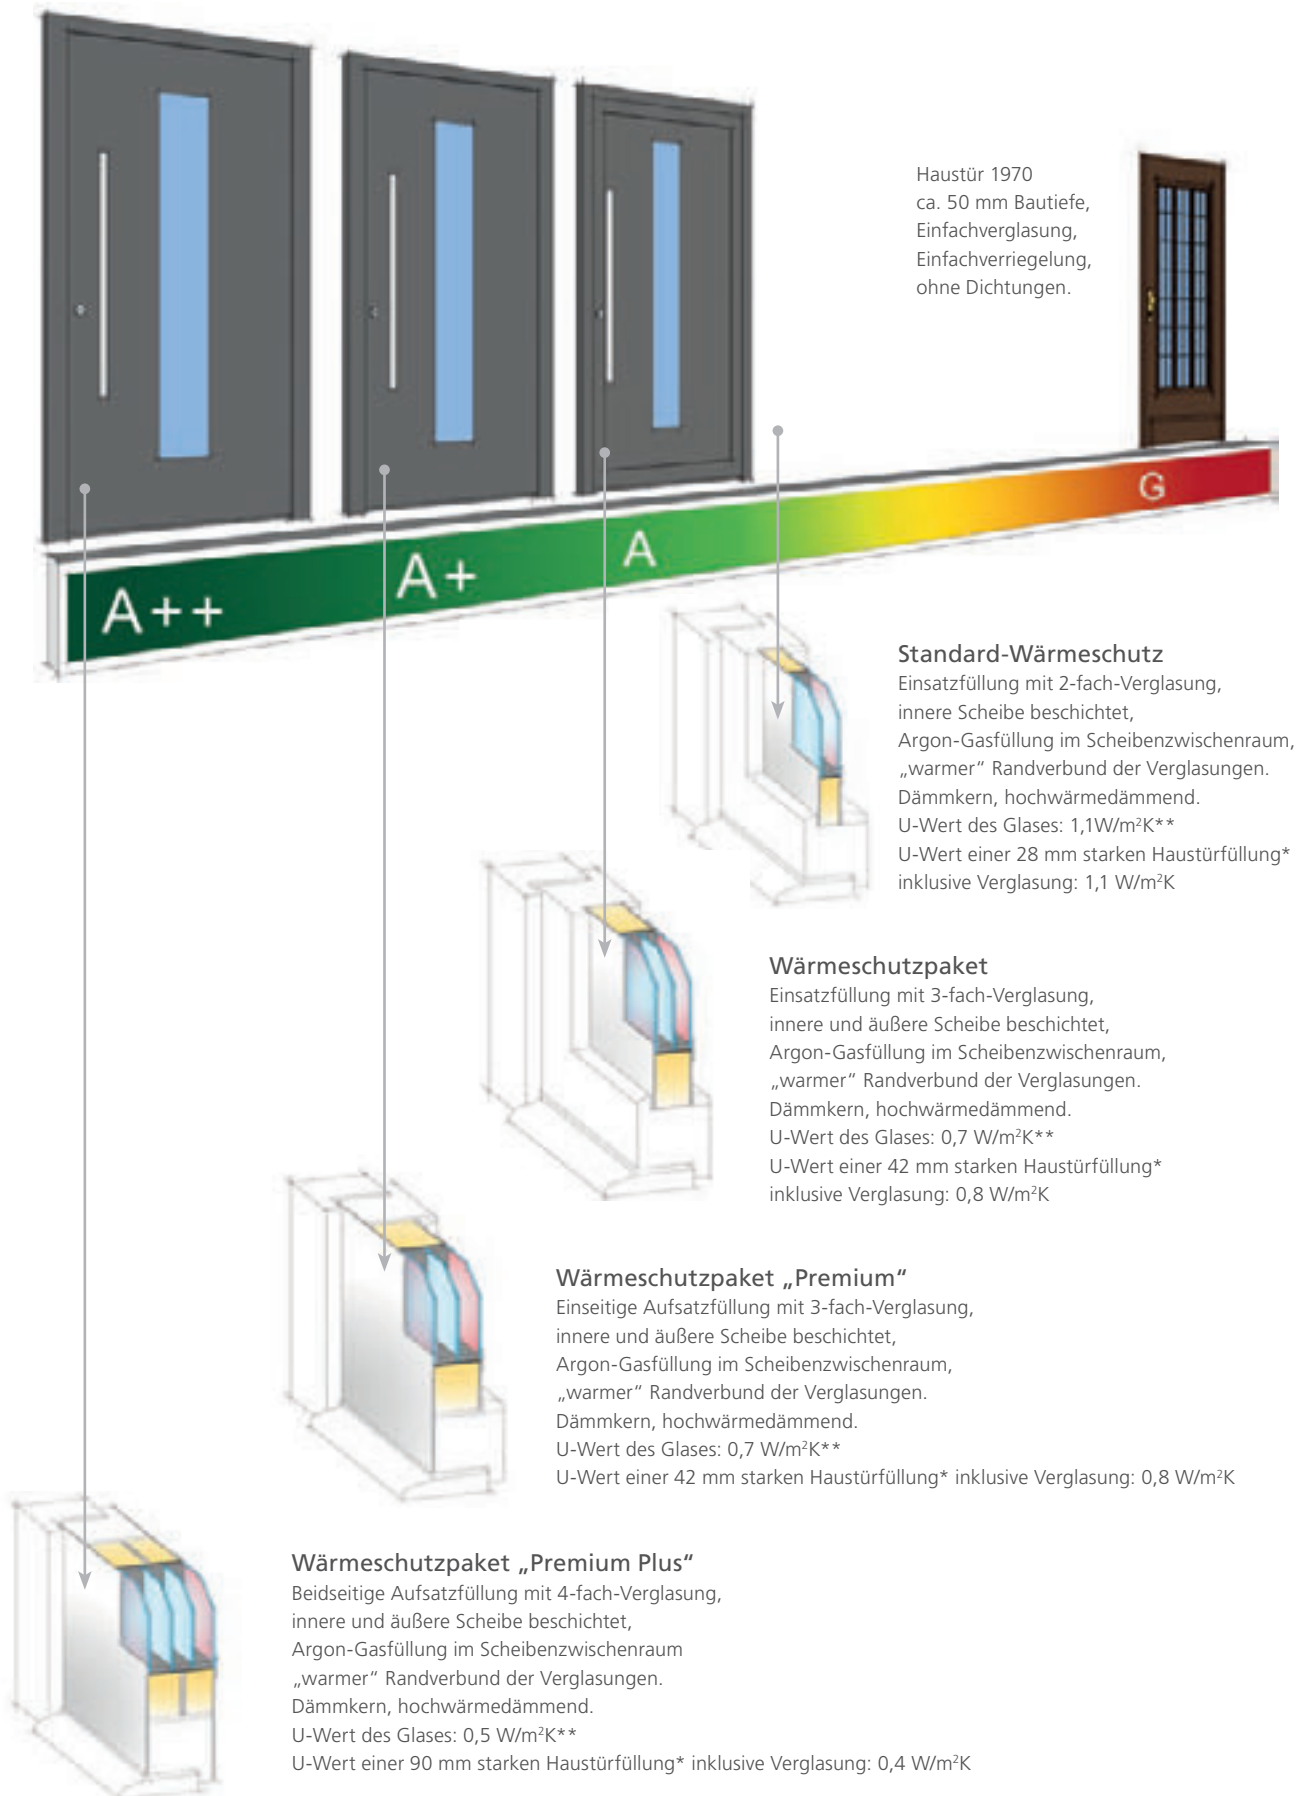 Haustür 1970
ca. 50 mm Bautiefe,
Einfachverglasung,
Einfachverriegelung,
ohne Dichtungen.
A++
A+
A
G
Standard-Wärmeschutz
Einsatzfüllung mit 2-fach-Verglasung,
innere Scheibe beschichtet,
Argon-Gasfüllung im Scheibenzwischenraum,
„warmer“ Randverbund der Verglasungen.
Dämmkern, hochwärmedämmend.
U-Wert des Glases: 1,1W/m²K**
U-Wert einer 28 mm starken Haustürfüllung*
inklusive Verglasung: 1,1 W/m²K
Wärmeschutzpaket
Einsatzfüllung mit 3-fach-Verglasung,
innere und äußere Scheibe beschichtet,
Argon-Gasfüllung im Scheibenzwischenraum,
„warmer“ Randverbund der Verglasungen.
Dämmkern, hochwärmedämmend.
U-Wert des Glases: 0,7 W/m²K**
U-Wert einer 42 mm starken Haustürfüllung*
inklusive Verglasung: 0,8 W/m²K
Wärmeschutzpaket „Premium“
Einseitige Aufsatzfüllung mit 3-fach-Verglasung,
innere und äußere Scheibe beschichtet,
Argon-Gasfüllung im Scheibenzwischenraum,
„warmer“ Randverbund der Verglasungen.
Dämmkern, hochwärmedämmend.
U-Wert des Glases: 0,7 W/m²K**
U-Wert einer 42 mm starken Haustürfüllung* inklusive Verglasung: 0,8 W/m²K
Wärmeschutzpaket „Premium Plus“
Beidseitige Aufsatzfüllung mit 4-fach-Verglasung,
innere und äußere Scheibe beschichtet,
Argon-Gasfüllung im Scheibenzwischenraum
„warmer“ Randverbund der Verglasungen.
Dämmkern, hochwärmedämmend.
U-Wert des Glases: 0,5 W/m²K**
U-Wert einer 90 mm starken Haustürfüllung* inklusive Verglasung: 0,4 W/m²K